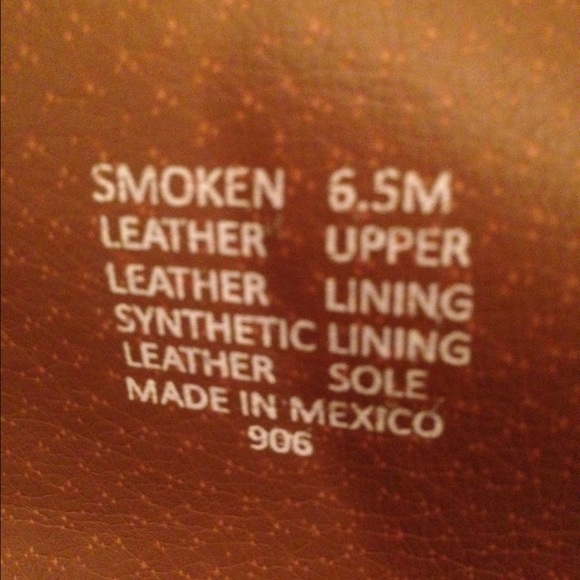 SMOKEN 6.5M
LEATHER UPPER
LEATHER LINING
SYNTHETIC LINING
LEATHER SOLE
MADE IN MEXICO
906